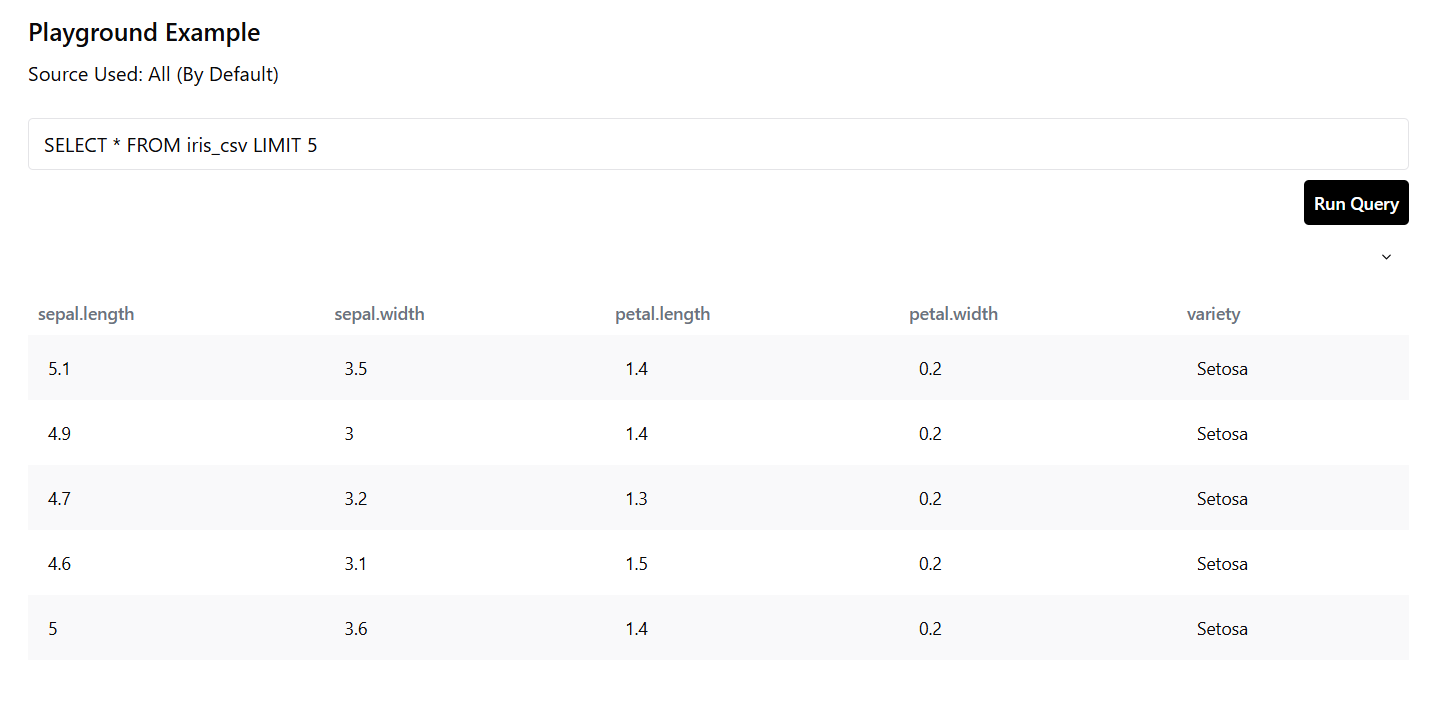 Playground Example
Source Used: All (By Default)
SELECT * FROM iris_csv LIMIT 5
Run Query
sepal.length sepal.width petal.length petal.width variety
5.1 3.5 1.4 0.2 Setosa
4.9 3 1.4 0.2 Setosa
4.7 3.2 1.3 0.2 Setosa
4.6 3.1 1.5 0.2 Setosa
5 3.6 1.4 0.2 Setosa